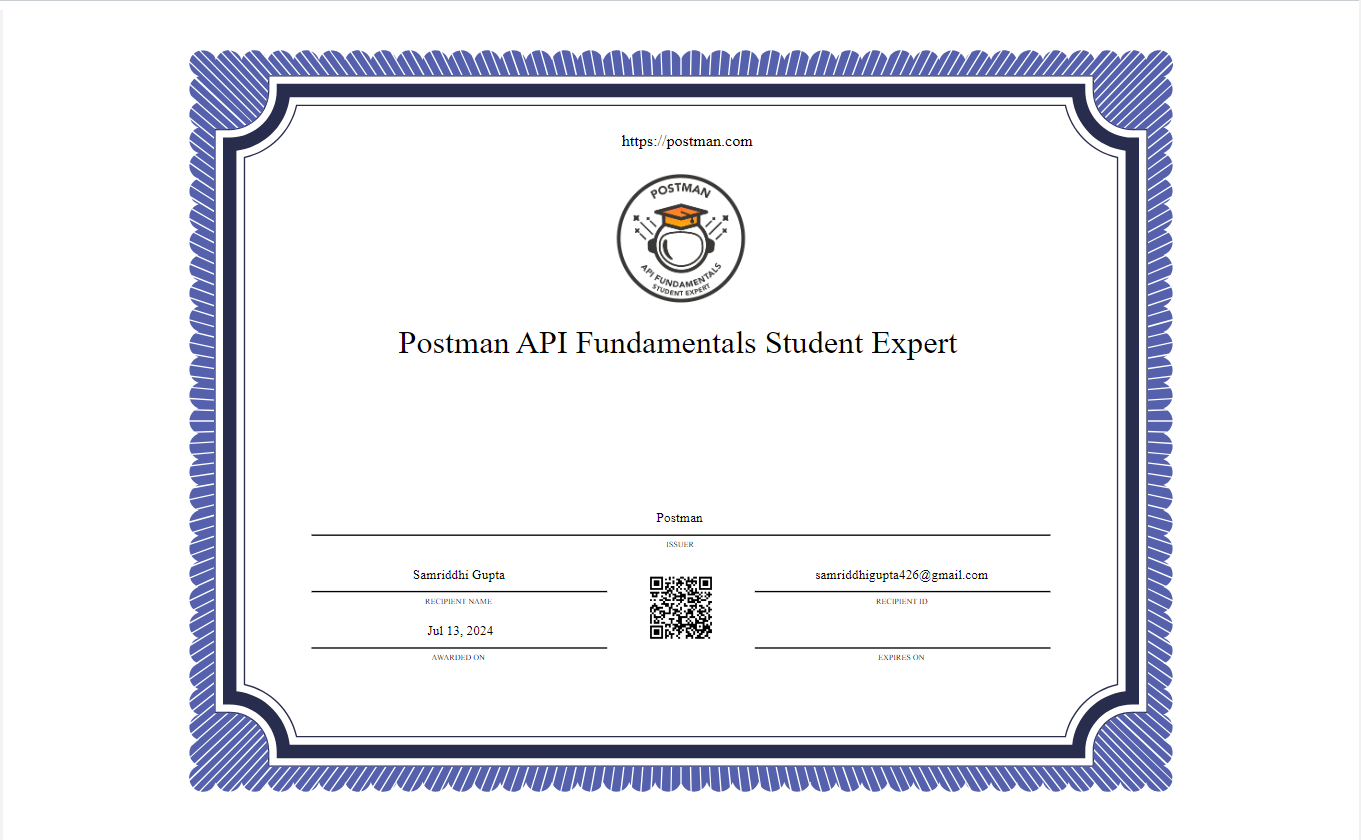 https://postman.com
POSTMAN
API FUNDAMENTALS
STUDENT EXPERT
Postman API Fundamentals Student Expert
Postman
ISSUER
Samriddhi Gupta
samriddhigupta426@gmail.com
RECIPIENT NAME
RECIPIENT ID
Jul 13, 2024
AWARDED ON
EXPIRES ON